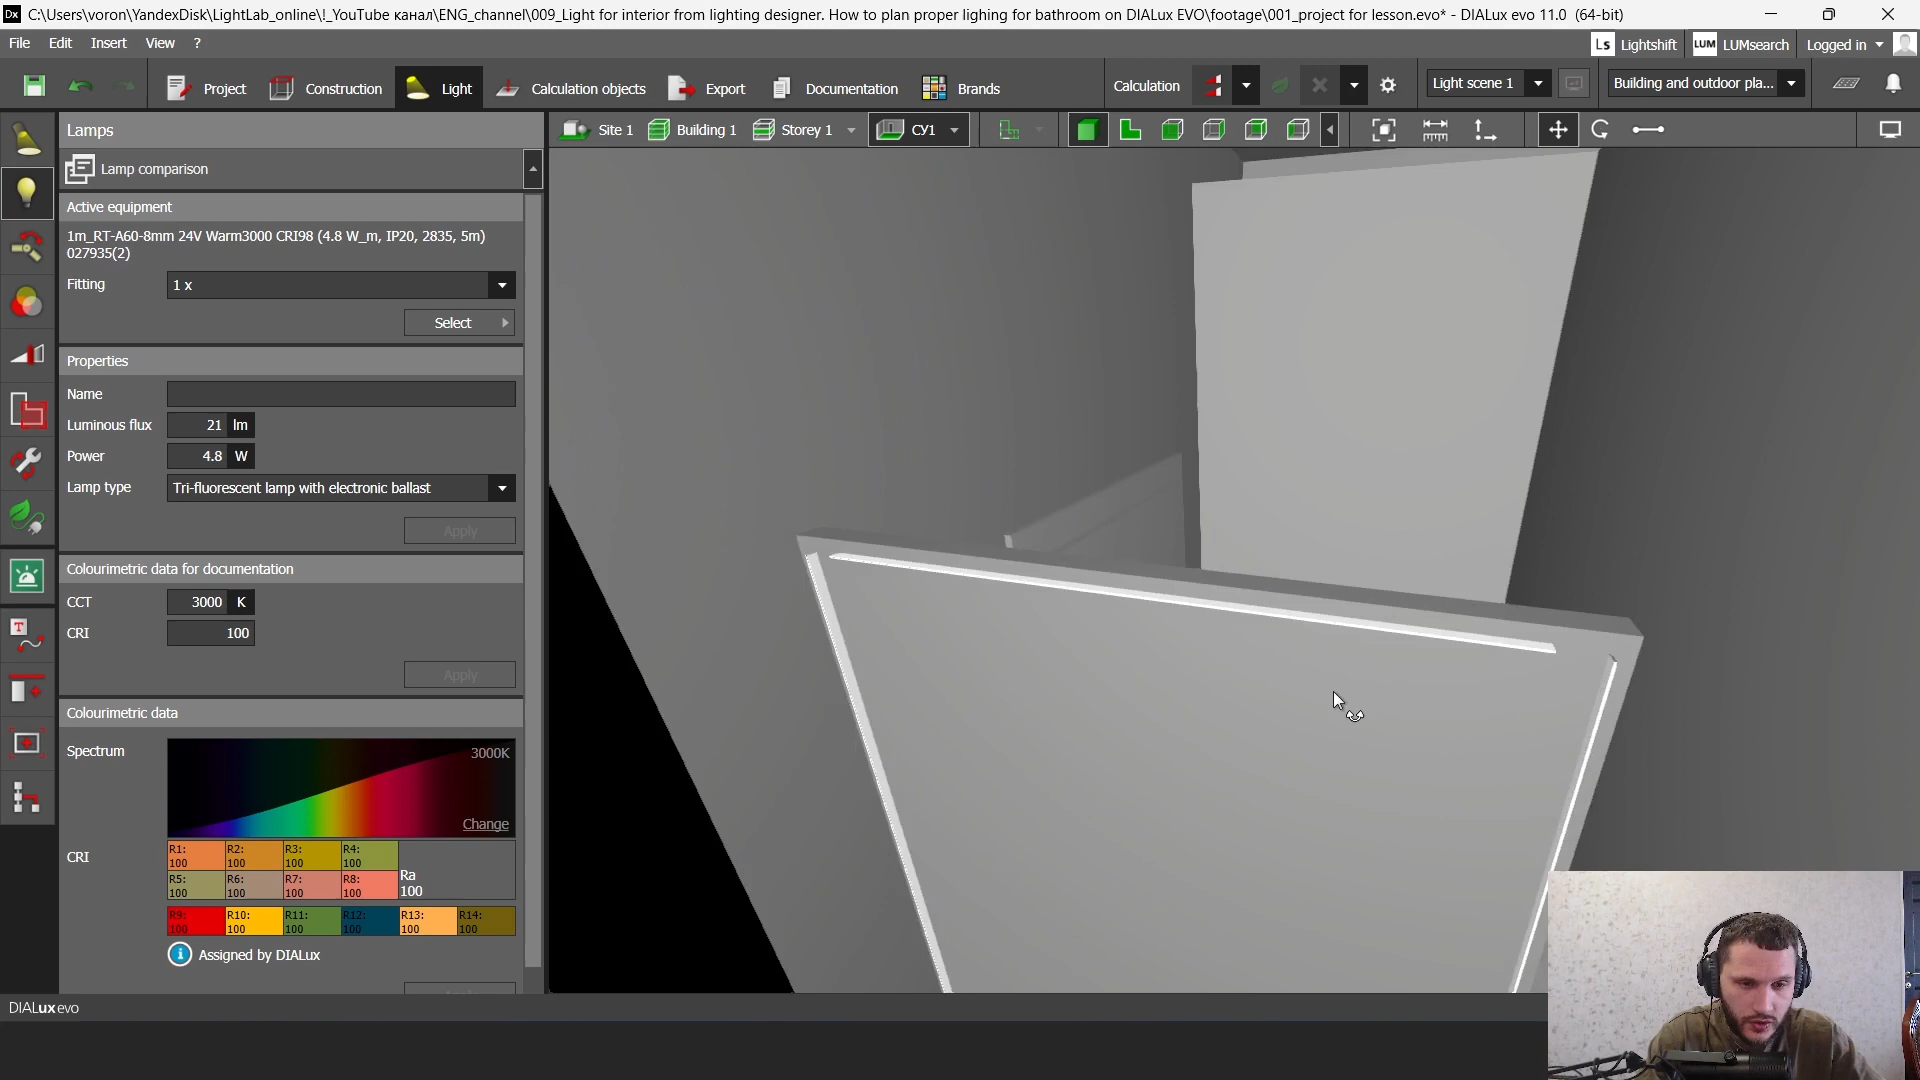 C:\Users\voron\YandexDisk\LightLab_online\!_YouTube канал\ENG_channel\009_Light for interior from lighting designer. How to plan proper lighing for bathroom on DIALux EVO\footage\001_project for lesson.evo* - DIALux evo 11.0 (64-bit)
File Edit Insert View ?
Ls Lightshift LUM LUMsearch Logged in
Project Construction Light Calculation objects Export Documentation Brands Calculation Light scene 1 Building and outdoor pla...
Lamps
Site 1 Building 1 Storey 1 СУ1
Lamp comparison
Active equipment
1m_RT-A60-8mm 24V Warm3000 CRI98 (4.8 W_m, IP20, 2835, 5m)
027935(2)
Fitting 1 x
Select
Properties
Name
Luminous flux 21 lm
Power 4.8 W
Lamp type Tri-fluorescent lamp with electronic ballast
Apply
Colourimetric data for documentation
CCT 3000 K
CRI 100
Apply
Colourimetric data
Spectrum 3000K
Change
CRI
R1: 100 R2: 100 R3: 100 R4: 100
R5: 100 R6: 100 R7: 100 R8: 100
Ra 100
R9: 100 R10: 100 R11: 100 R12: 100 R13: 100 R14: 100
Assigned by DIALux
DIALux evo